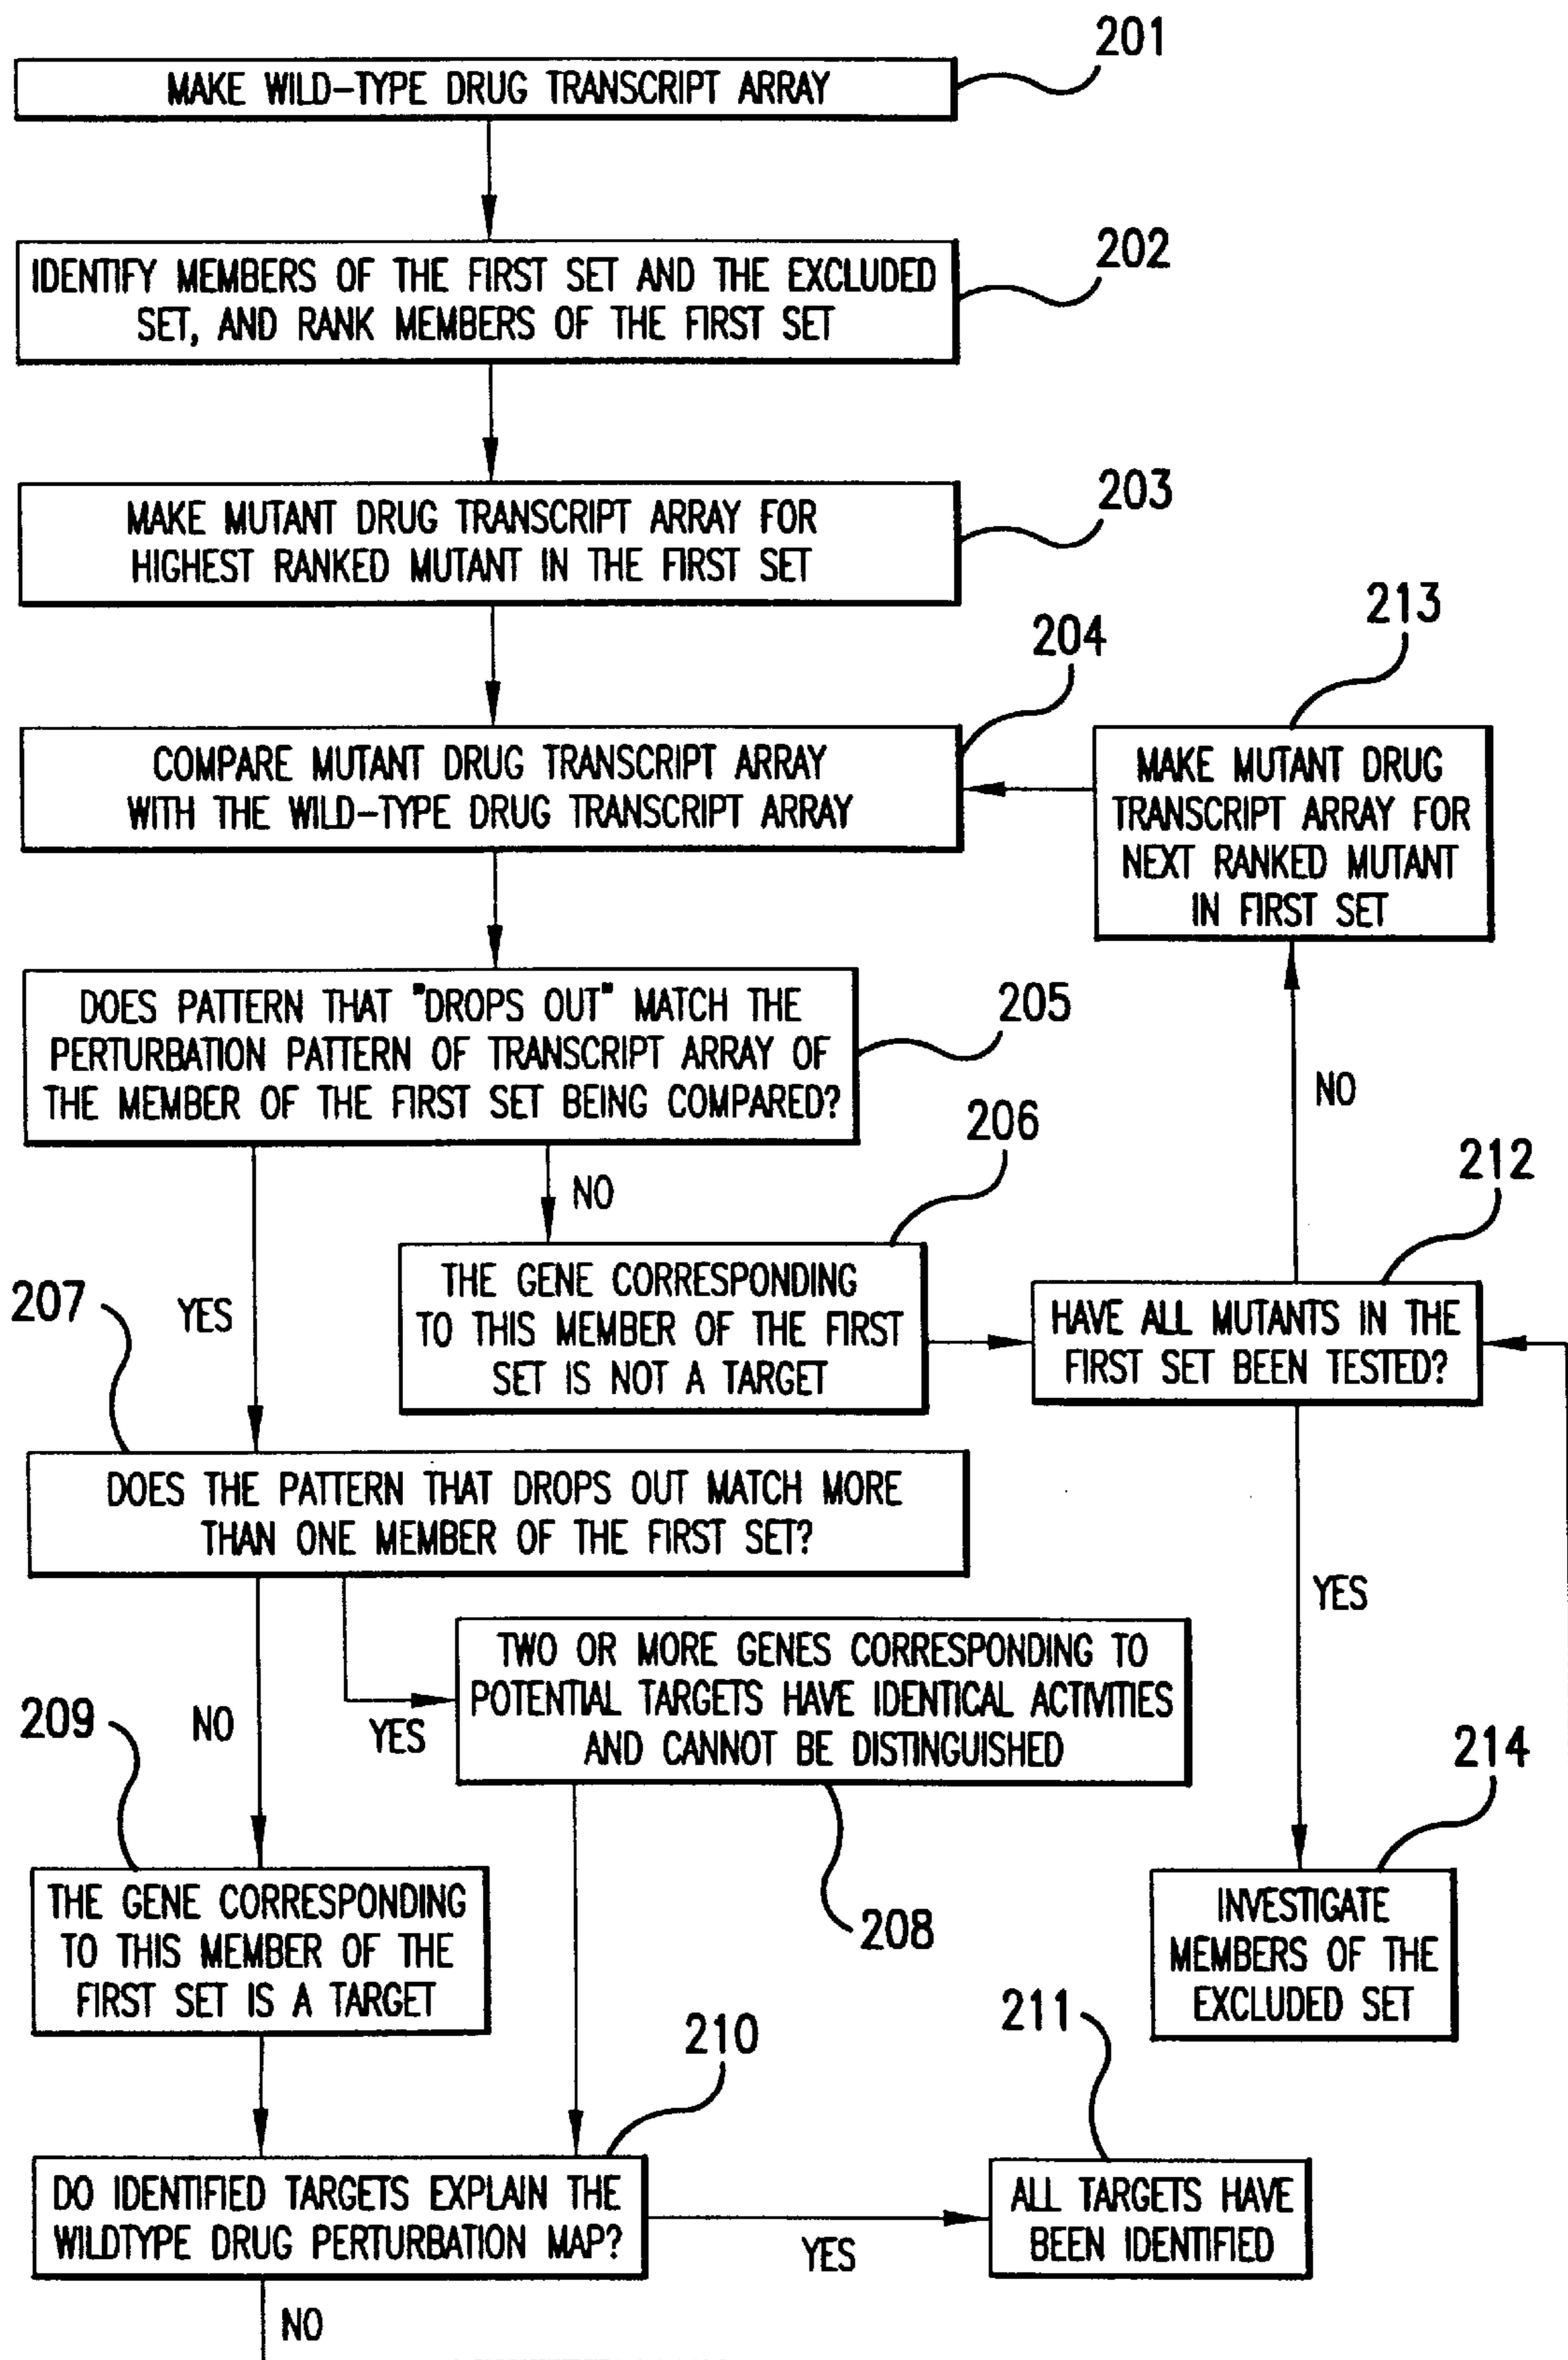 201
MAKE WILD-TYPE DRUG TRANSCRIPT ARRAY
202
IDENTIFY MEMBERS OF THE FIRST SET AND THE EXCLUDED
SET, AND RANK MEMBERS OF THE FIRST SET
203
MAKE MUTANT DRUG TRANSCRIPT ARRAY FOR
HIGHEST RANKED MUTANT IN THE FIRST SET
204
COMPARE MUTANT DRUG TRANSCRIPT ARRAY
WITH THE WILD-TYPE DRUG TRANSCRIPT ARRAY
213
MAKE MUTANT DRUG
TRANSCRIPT ARRAY FOR
NEXT RANKED MUTANT
IN FIRST SET
205
DOES PATTERN THAT "DROPS OUT" MATCH THE
PERTURBATION PATTERN OF TRANSCRIPT ARRAY OF
THE MEMBER OF THE FIRST SET BEING COMPARED?
NO
206
NO
212
THE GENE CORRESPONDING
TO THIS MEMBER OF THE FIRST
SET IS NOT A TARGET
HAVE ALL MUTANTS IN THE
FIRST SET BEEN TESTED?
207
YES
DOES THE PATTERN THAT DROPS OUT MATCH MORE
THAN ONE MEMBER OF THE FIRST SET?
YES
TWO OR MORE GENES CORRESPONDING TO
POTENTIAL TARGETS HAVE IDENTICAL ACTIVITIES
AND CANNOT BE DISTINGUISHED
209
NO
YES
214
208
THE GENE CORRESPONDING
TO THIS MEMBER OF THE
FIRST SET IS A TARGET
INVESTIGATE
MEMBERS OF THE
EXCLUDED SET
210
211
DO IDENTIFIED TARGETS EXPLAIN THE
WILDTYPE DRUG PERTURBATION MAP?
YES
ALL TARGETS HAVE
BEEN IDENTIFIED
NO